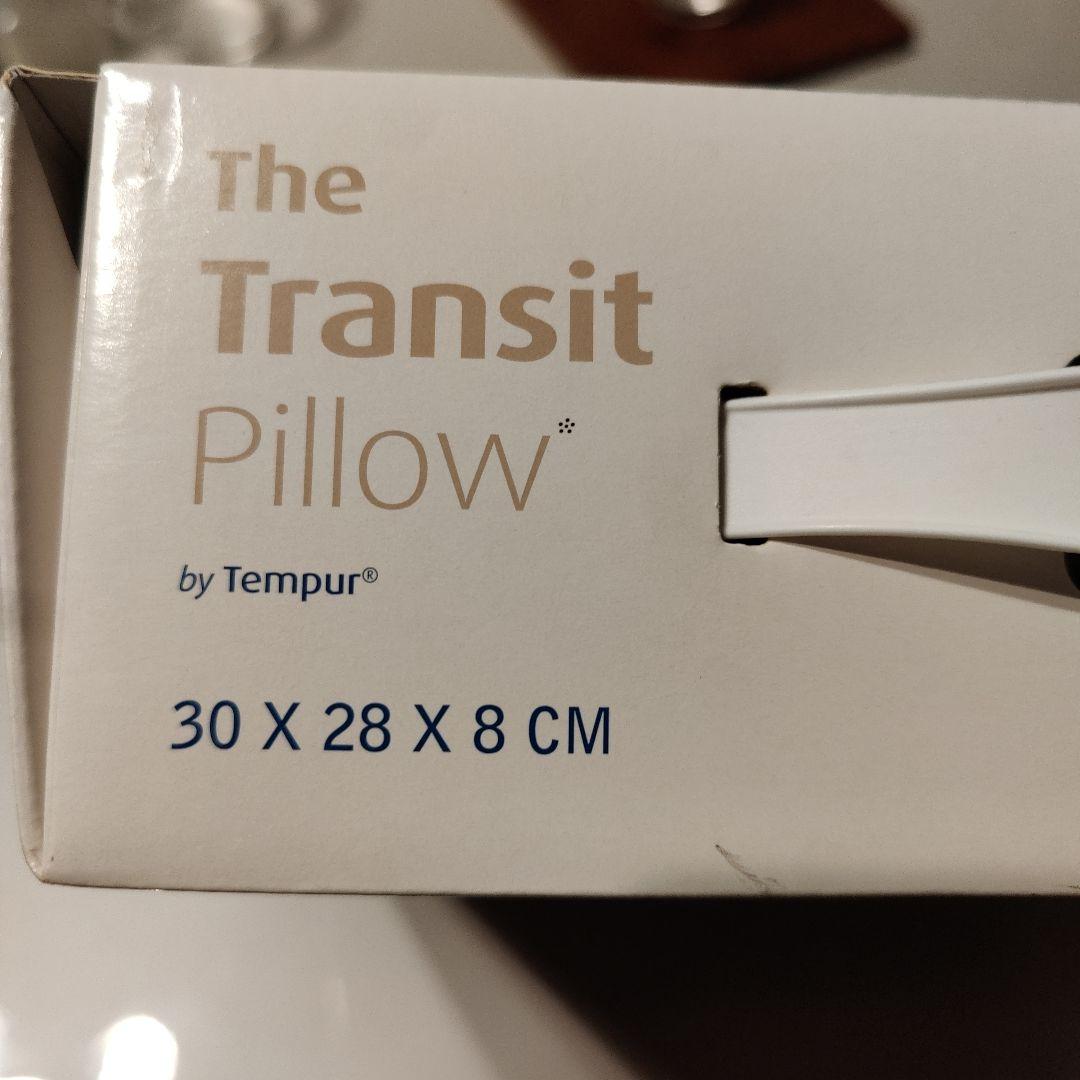 The
Transit
Pillow*
by Tempur®
30 X 28 X 8 CM